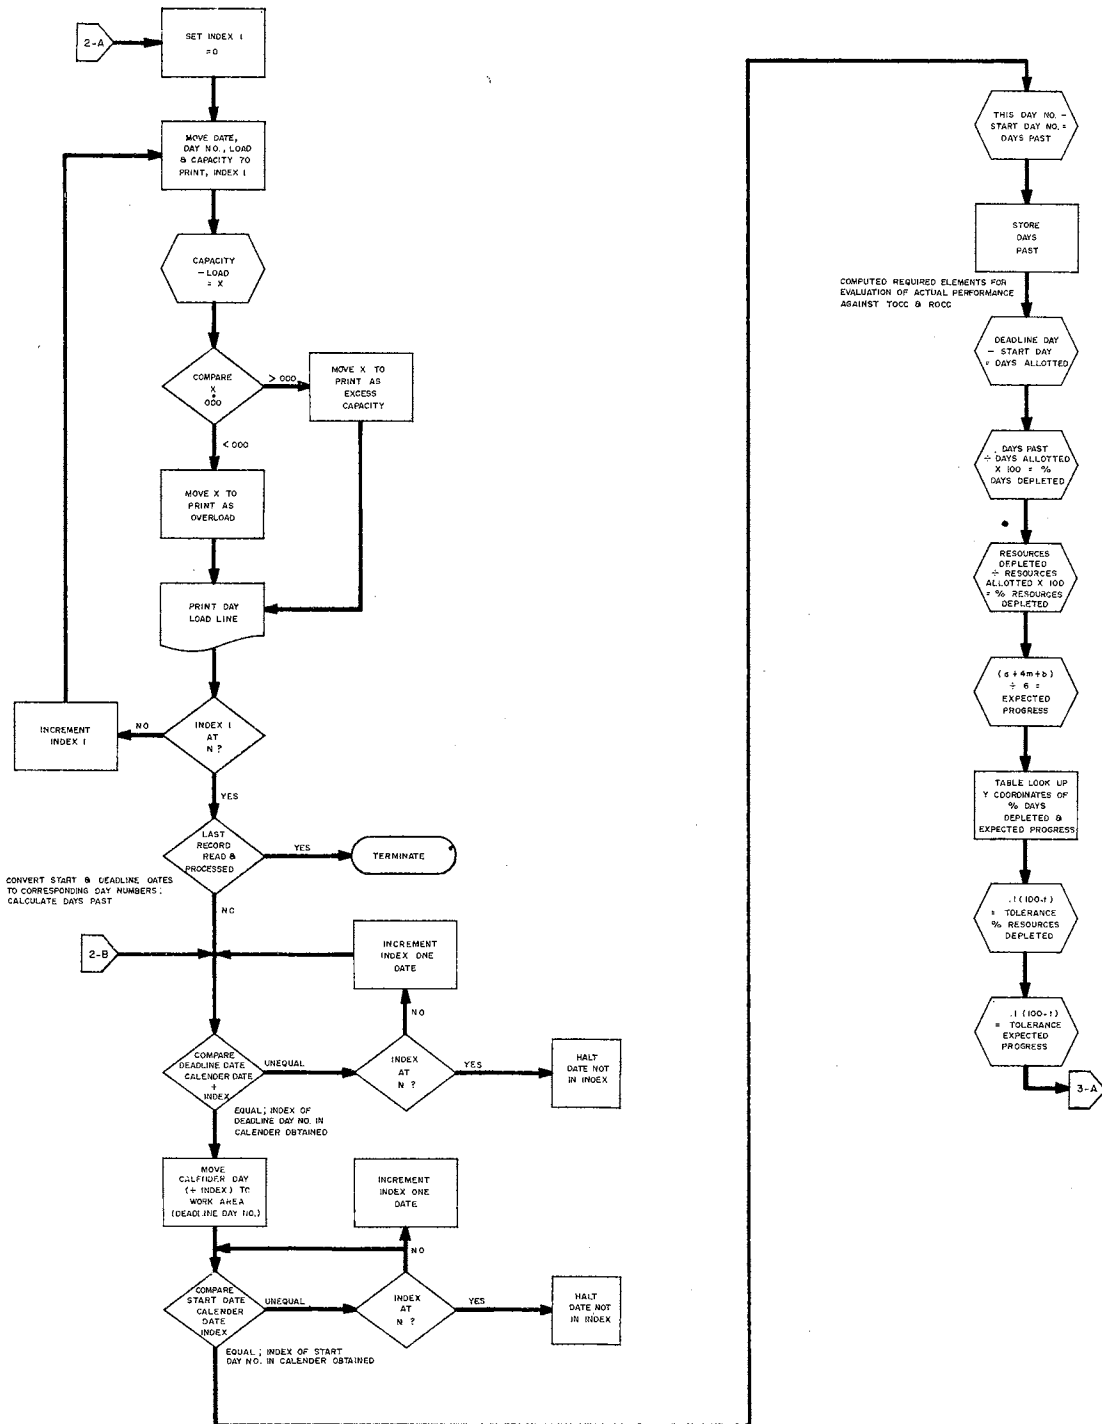 2-A
SET INDEX 1
=0
MOVE DATE,
DAY NO., LOAD
& CAPACITY TO
PRINT, INDEX 1
CAPACITY
- LOAD
= X
COMPARE
X
:
000
> 000
MOVE X TO
PRINT AS
EXCESS
CAPACITY
< 000
MOVE X TO
PRINT AS
OVERLOAD
PRINT DAY
LOAD LINE
INDEX 1
AT
N ?
NO
INCREMENT
INDEX 1
YES
LAST
RECORD
READ &
PROCESSED
YES
TERMINATE
CONVERT START & DEADLINE DATES
TO CORRESPONDING DAY NUMBERS;
CALCULATE DAYS PAST
NO
2-B
INCREMENT
INDEX ONE
DATE
NO
COMPARE
DEADLINE DATE
CALENDER DATE
+
INDEX
UNEQUAL
INDEX
AT
N ?
YES
HALT
DATE NOT
IN INDEX
EQUAL; INDEX OF
DEADLINE DAY NO. IN
CALENDER OBTAINED
MOVE
CALENDER DAY
(+ INDEX) TO
WORK AREA
(DEADLINE DAY NO.)
INCREMENT
INDEX ONE
DATE
NO
COMPARE
START DATE
CALENDER
DATE
INDEX
UNEQUAL
INDEX
AT
N ?
YES
HALT
DATE NOT
IN INDEX
EQUAL; INDEX OF START
DAY NO. IN CALENDER OBTAINED
THIS DAY NO. -
START DAY NO. =
DAYS PAST
STORE
DAYS
PAST
COMPUTED REQUIRED ELEMENTS FOR
EVALUATION OF ACTUAL PERFORMANCE
AGAINST TOCC & ROCC
DEADLINE DAY
- START DAY
= DAYS ALLOTTED
DAYS PAST
÷ DAYS ALLOTTED
X 100 = %
DAYS DEPLETED
RESOURCES
DEPLETED
÷ RESOURCES
ALLOTTED X 100
= % RESOURCES
DEPLETED
(a+4m+b)
÷ 6 =
EXPECTED
PROGRESS
TABLE LOOK UP
Y COORDINATES OF
% DAYS
DEPLETED &
EXPECTED PROGRESS
.1 (100-t)
= TOLERANCE
% RESOURCES
DEPLETED
.1 (100-t)
= TOLERANCE
EXPECTED
PROGRESS
3-A